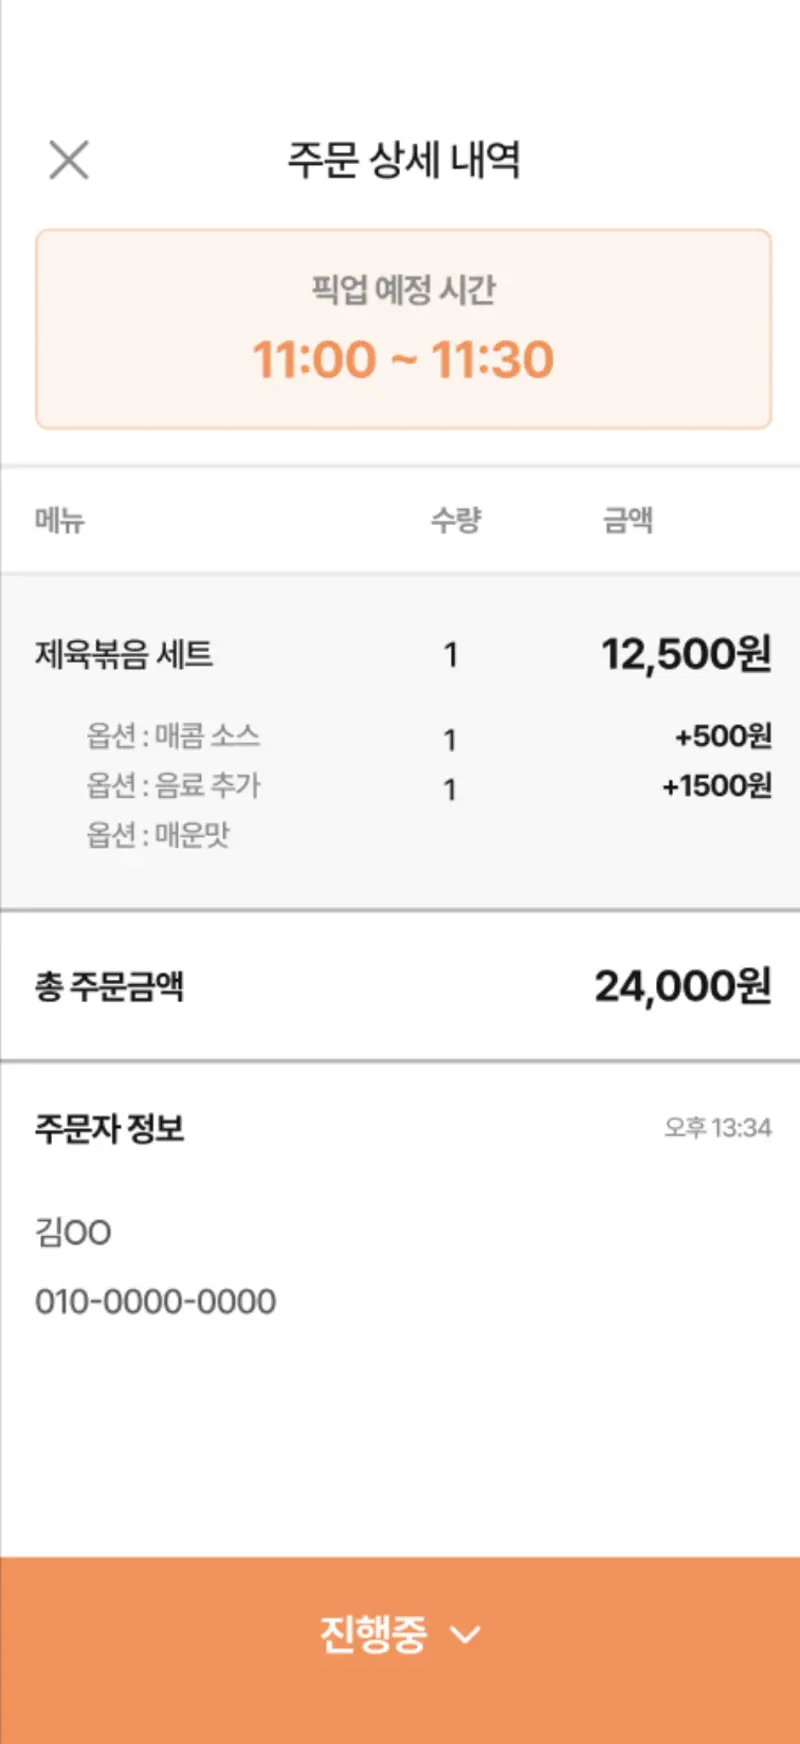 주문 상세 내역
픽업 예정 시간
11:00 ~ 11:30
메뉴 수량 금액
제육볶음 세트 1 12,500원
옵션 : 매콤 소스 1 +500원
옵션 : 음료 추가 1 +1500원
옵션 : 매운맛
총 주문금액 24,000원
주문자 정보 오후 13:34
김OO
010-0000-0000
진행중